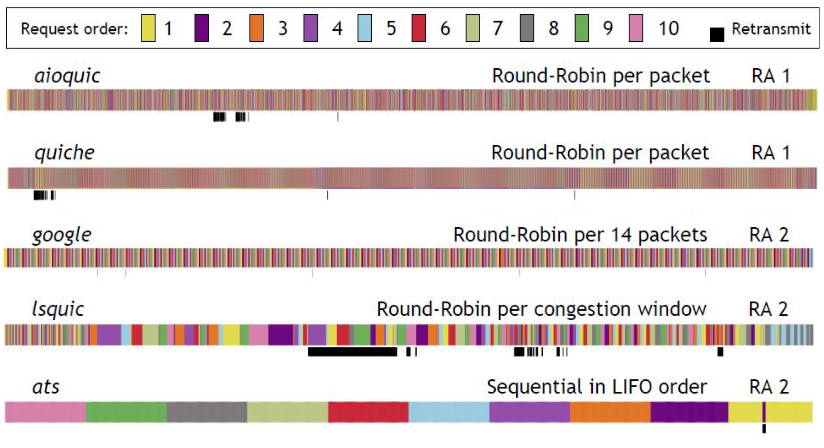 Request order: 1 2 3 4 5 6 7 8 9 10 Retransmit
aioquic Round-Robin per packet RA 1
quiche Round-Robin per packet RA 1
google Round-Robin per 14 packets RA 2
lsquic Round-Robin per congestion window RA 2
ats Sequential in LIFO order RA 2